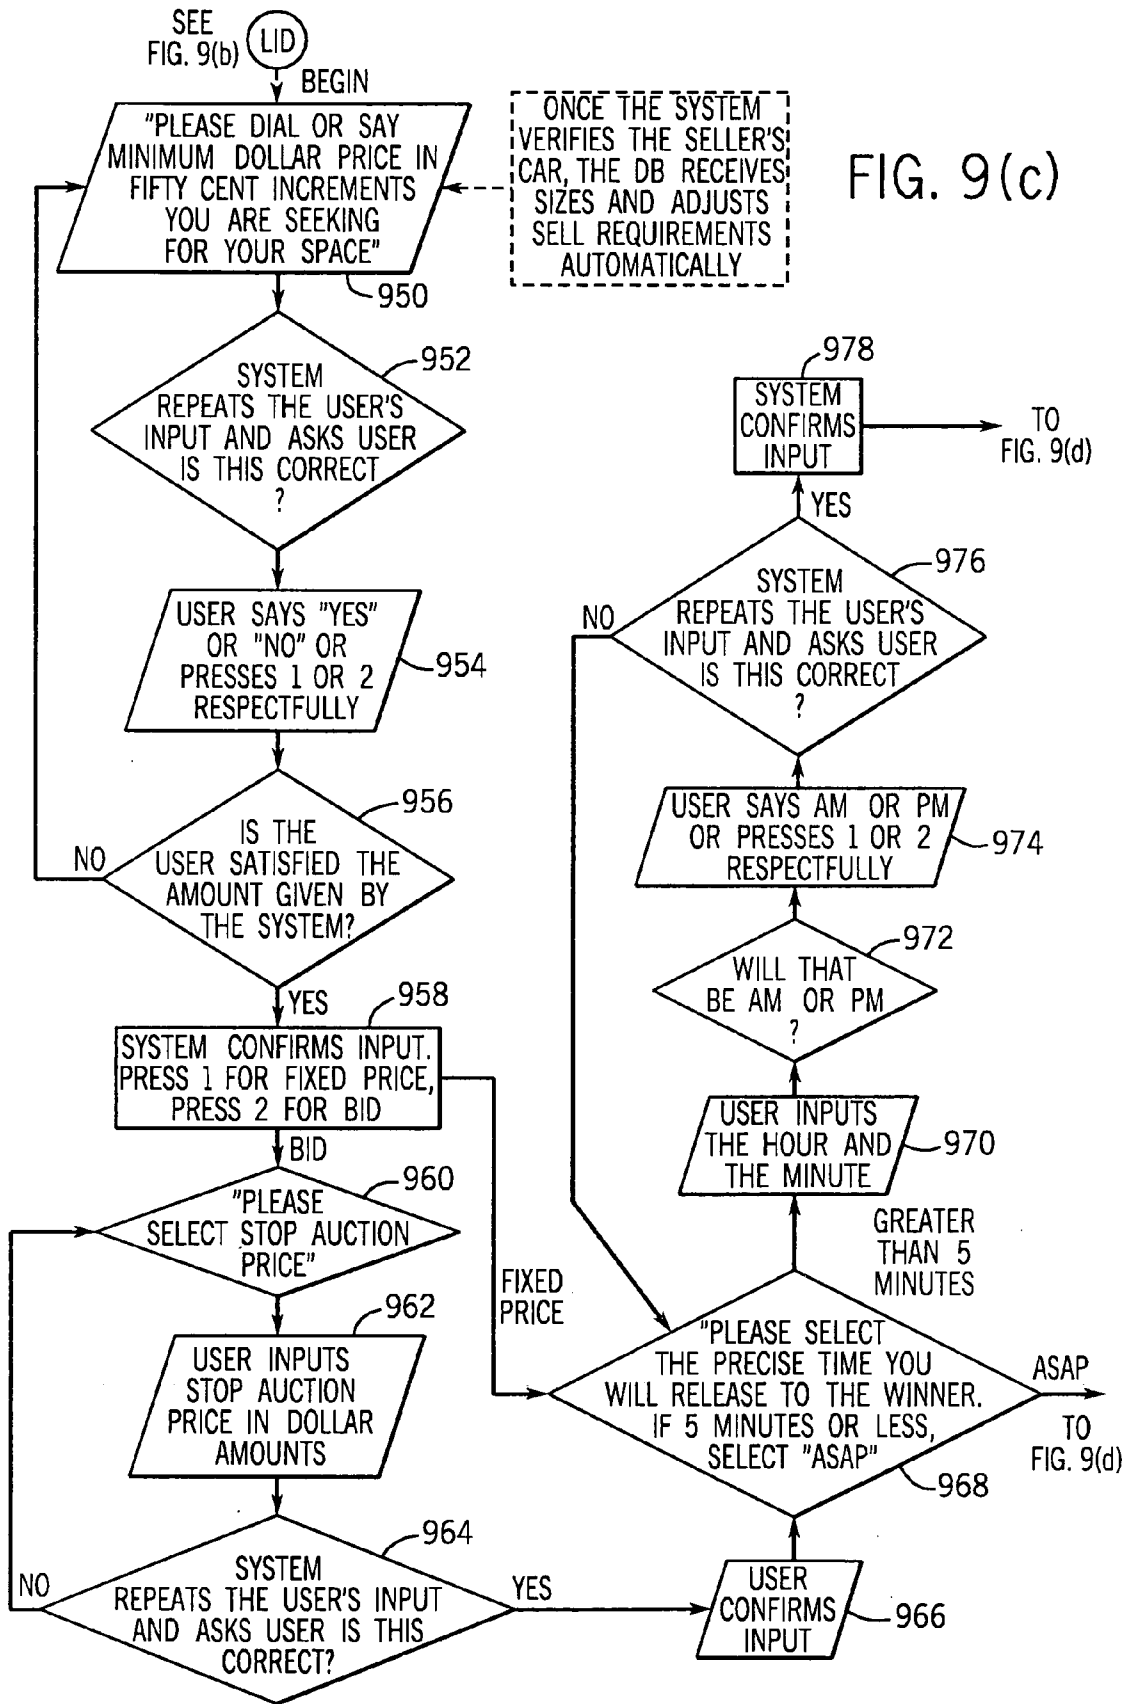 SEE
FIG. 9(b)
LID
BEGIN
"PLEASE DIAL OR SAY
MINIMUM DOLLAR PRICE IN
FIFTY CENT INCREMENTS
YOU ARE SEEKING
FOR YOUR SPACE"
950
ONCE THE SYSTEM
VERIFIES THE SELLER'S
CAR, THE DB RECEIVES
SIZES AND ADJUSTS
SELL REQUIREMENTS
AUTOMATICALLY
FIG. 9(c)
952
SYSTEM
REPEATS THE USER'S
INPUT AND ASKS USER
IS THIS CORRECT
?
USER SAYS "YES"
OR "NO" OR
PRESSES 1 OR 2
RESPECTFULLY
954
956
IS THE
USER SATISFIED THE
AMOUNT GIVEN BY
THE SYSTEM?
NO
YES
958
SYSTEM CONFIRMS INPUT.
PRESS 1 FOR FIXED PRICE,
PRESS 2 FOR BID
BID
FIXED
PRICE
960
"PLEASE
SELECT STOP AUCTION
PRICE"
962
USER INPUTS
STOP AUCTION
PRICE IN DOLLAR
AMOUNTS
964
SYSTEM
REPEATS THE USER'S INPUT
AND ASKS USER IS THIS
CORRECT?
NO
YES
USER
CONFIRMS
INPUT
966
"PLEASE SELECT
THE PRECISE TIME YOU
WILL RELEASE TO THE WINNER.
IF 5 MINUTES OR LESS,
SELECT "ASAP"
968
ASAP
TO
FIG. 9(d)
GREATER
THAN 5
MINUTES
USER INPUTS
THE HOUR AND
THE MINUTE
970
972
WILL THAT
BE AM OR PM
?
USER SAYS AM OR PM
OR PRESSES 1 OR 2
RESPECTFULLY
974
976
SYSTEM
REPEATS THE USER'S
INPUT AND ASKS USER
IS THIS CORRECT
?
NO
YES
978
SYSTEM
CONFIRMS
INPUT
TO
FIG. 9(d)